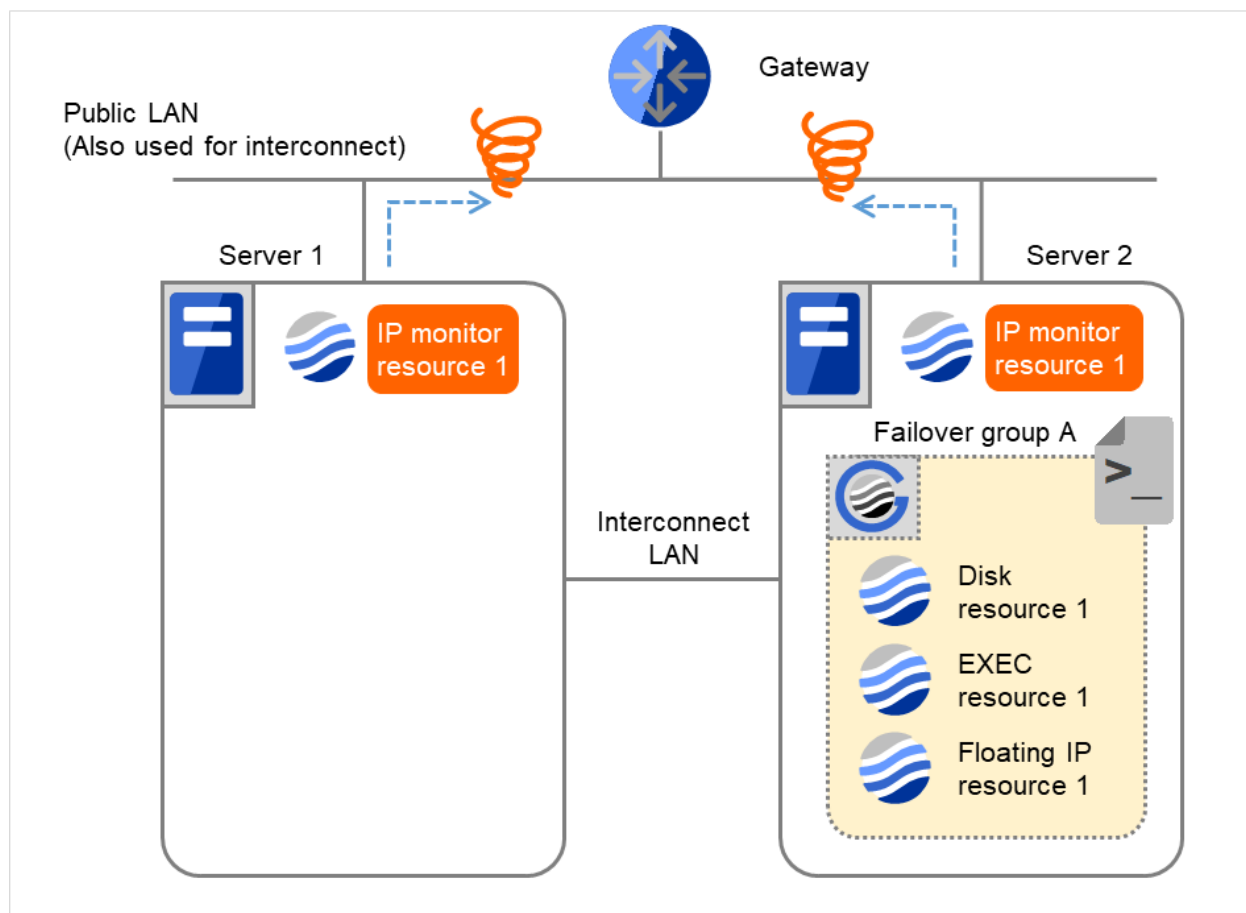 Gateway
Public LAN
(Also used for interconnect)
Server 1
Server 2
IP monitor
resource 1
IP monitor
resource 1
Failover group A
>_
Interconnect
LAN
Disk
resource 1
EXEC
resource 1
Floating IP
resource 1